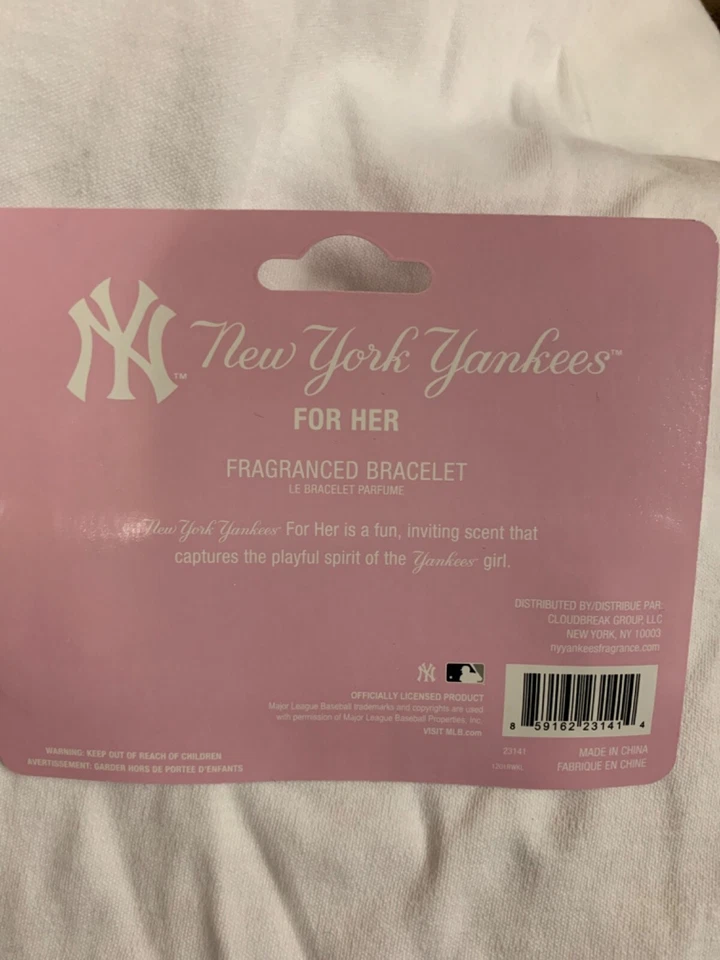 NY™ New York Yankees™
FOR HER
FRAGRANCED BRACELET
LE BRACELET PARFUME
New York Yankees For Her is a fun, inviting scent that
captures the playful spirit of the Yankees girl.
DISTRIBUTED BY/DISTRIBUE PAR:
CLOUDBREAK GROUP, LLC
NEW YORK, NY 10003
nyyankeesfragrance.com
NY
OFFICIALLY LICENSED PRODUCT
Major League Baseball trademarks and copyrights are used
with permission of Major League Baseball Properties, Inc.
VISIT MLB.com
8 59162 23141 4
23141
MADE IN CHINA
FABRIQUE EN CHINE
WARNING: KEEP OUT OF REACH OF CHILDREN
AVERTISSEMENT: GARDER HORS DE PORTEE D'ENFANTS